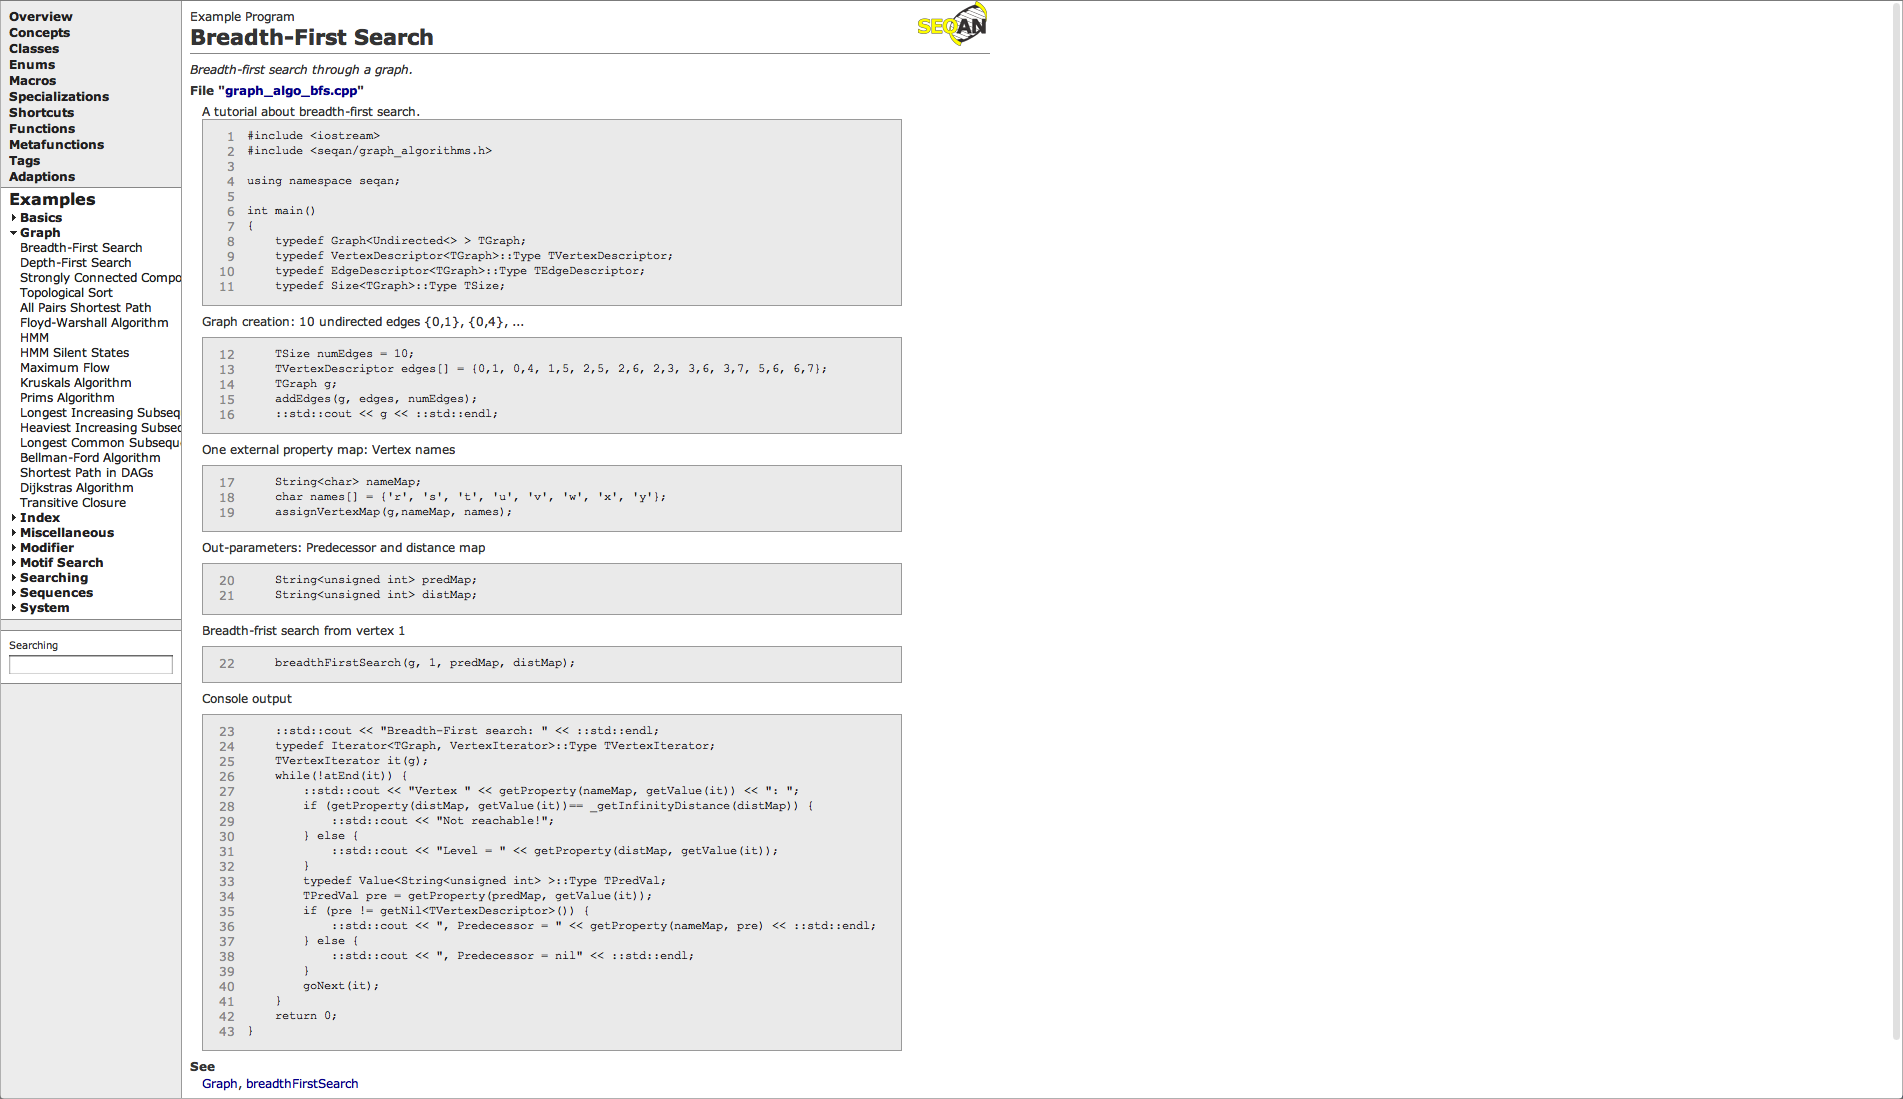 Overview
Concepts
Classes
Enums
Macros
Specializations
Shortcuts
Functions
Metafunctions
Tags
Adaptions
Examples
Basics
Graph
Breadth-First Search
Depth-First Search
Strongly Connected Compo
Topological Sort
All Pairs Shortest Path
Floyd-Warshall Algorithm
HMM
HMM Silent States
Maximum Flow
Kruskals Algorithm
Prims Algorithm
Longest Increasing Subseq
Heaviest Increasing Subsec
Longest Common Subsequ
Bellman-Ford Algorithm
Shortest Path in DAGs
Dijkstras Algorithm
Transitive Closure
Index
Miscellaneous
Modifier
Motif Search
Searching
Sequences
System
Searching
Example Program
Breadth-First Search
SEQAN
Breadth-first search through a graph.
File "graph_algo_bfs.cpp"
A tutorial about breadth-first search.
1 #include <iostream>
2 #include <seqan/graph_algorithms.h>
3
4 using namespace seqan;
5
6 int main()
7 {
8     typedef Graph<Undirected<> > TGraph;
9     typedef VertexDescriptor<TGraph>::Type TVertexDescriptor;
10     typedef EdgeDescriptor<TGraph>::Type TEdgeDescriptor;
11     typedef Size<TGraph>::Type TSize;
Graph creation: 10 undirected edges {0,1}, {0,4}, ...
12     TSize numEdges = 10;
13     TVertexDescriptor edges[] = {0,1, 0,4, 1,5, 2,5, 2,6, 2,3, 3,6, 3,7, 5,6, 6,7};
14     TGraph g;
15     addEdges(g, edges, numEdges);
16     ::std::cout << g << ::std::endl;
One external property map: Vertex names
17     String<char> nameMap;
18     char names[] = {'r', 's', 't', 'u', 'v', 'w', 'x', 'y'};
19     assignVertexMap(g,nameMap, names);
Out-parameters: Predecessor and distance map
20     String<unsigned int> predMap;
21     String<unsigned int> distMap;
Breadth-frist search from vertex 1
22     breadthFirstSearch(g, 1, predMap, distMap);
Console output
23     ::std::cout << "Breadth-First search: " << ::std::endl;
24     typedef Iterator<TGraph, VertexIterator>::Type TVertexIterator;
25     TVertexIterator it(g);
26     while(!atEnd(it)) {
27         ::std::cout << "Vertex " << getProperty(nameMap, getValue(it)) << ": ";
28         if (getProperty(distMap, getValue(it))== _getInfinityDistance(distMap)) {
29             ::std::cout << "Not reachable!";
30         } else {
31             ::std::cout << "Level = " << getProperty(distMap, getValue(it));
32         }
33         typedef Value<String<unsigned int> >::Type TPredVal;
34         TPredVal pre = getProperty(predMap, getValue(it));
35         if (pre != getNil<TVertexDescriptor>()) {
36             ::std::cout << ", Predecessor = " << getProperty(nameMap, pre) << ::std::endl;
37         } else {
38             ::std::cout << ", Predecessor = nil" << ::std::endl;
39         }
40         goNext(it);
41     }
42     return 0;
43 }
See
Graph, breadthFirstSearch